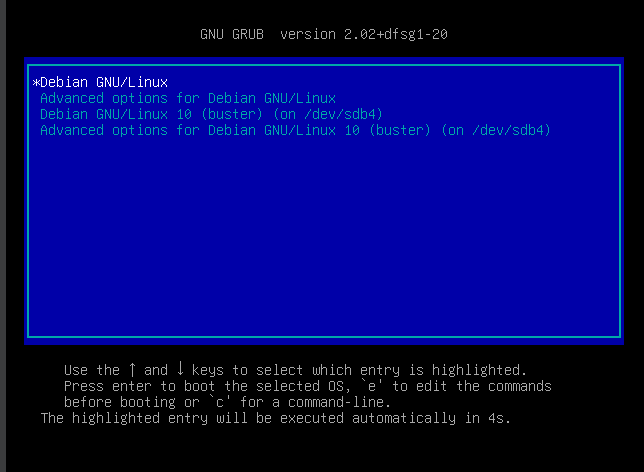 GNU GRUB  version 2.02+dfsg1-20
*Debian GNU/Linux
Advanced options for Debian GNU/Linux
Debian GNU/Linux 10 (buster) (on /dev/sdb4)
Advanced options for Debian GNU/Linux 10 (buster) (on /dev/sdb4)
Use the ↑ and ↓ keys to select which entry is highlighted.
Press enter to boot the selected OS, `e' to edit the commands
before booting or `c' for a command-line.
The highlighted entry will be executed automatically in 4s.